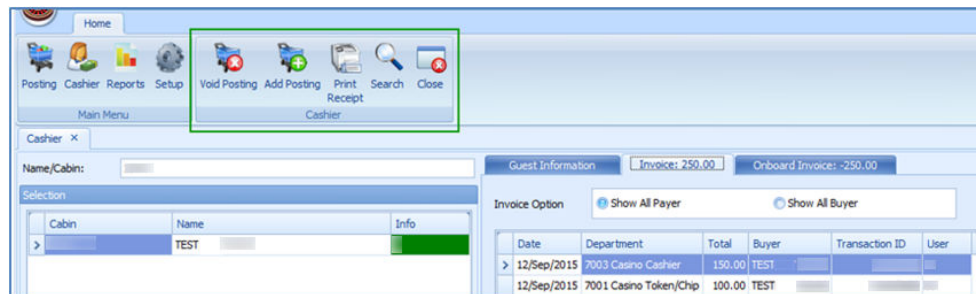 Home
Posting Cashier Reports Setup Void Posting Add Posting Print Receipt Search Close
Main Menu Cashier
Cashier ×
Name/Cabin:
Guest Information Invoice: 250.00 Onboard Invoice: -250.00
Selection
Invoice Option Show All Payer Show All Buyer
Cabin Name Info
TEST
Date Department Total Buyer Transaction ID User
12/Sep/2015 7003 Casino Cashier 150.00 TEST
12/Sep/2015 7001 Casino Token/Chip 100.00 TEST